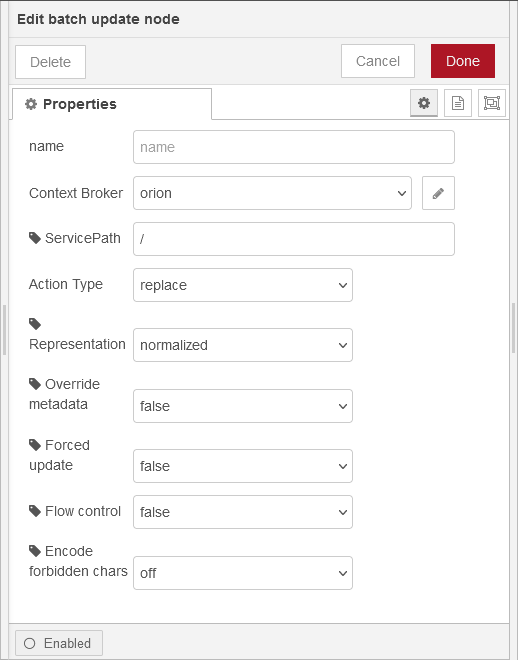 Edit batch update node
Delete
Cancel
Done
Properties
name
name
Context Broker
orion
ServicePath
/
Action Type
replace
Representation
normalized
Override
metadata
false
Forced
update
false
Flow control
false
Encode
forbidden chars
off
Enabled